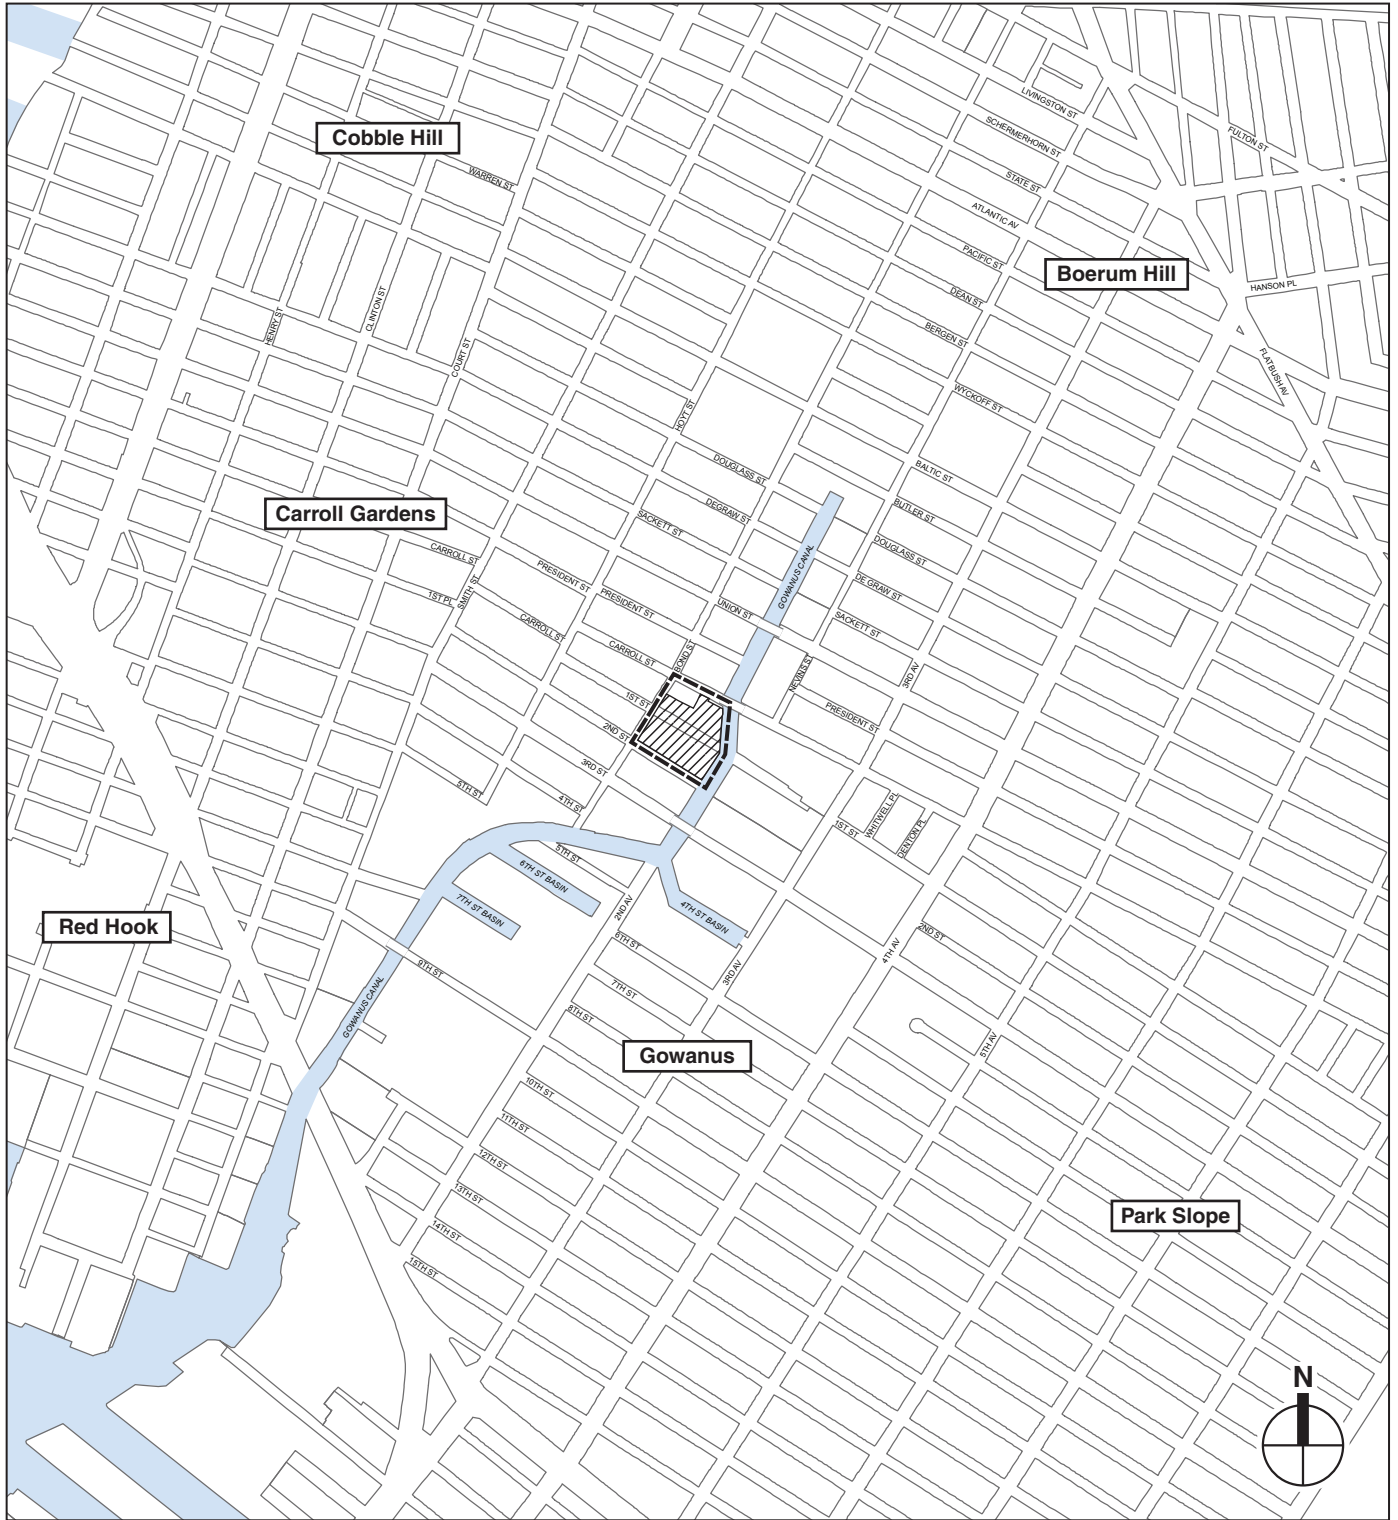 LIVINGSTON ST
FULTON ST
SCHERMERHORN ST
Cobble Hill
WARREN ST
STATE ST
ATLANTIC AV
PACIFIC ST
Boerum Hill
HANSON PL
DEAN ST
HENRY ST
CLINTON ST
COURT ST
BERGEN ST
FLATBUSH AV
WYCKOFF ST
HOYT ST
DOUGLASS ST
BALTIC ST
DEGRAW ST
BUTLER ST
Carroll Gardens
SACKETT ST
GOWANUS CANAL
DOUGLASS ST
CARROLL ST
PRESIDENT ST
DE GRAW ST
1ST PL
SMITH ST
PRESIDENT ST
UNION ST
SACKETT ST
CARROLL ST
CARROLL ST
BOND ST
NEVINS ST
3RD AV
1ST ST
PRESIDENT ST
2ND ST
3RD ST
5TH ST
4TH ST
1ST ST
WHITWELL PL
DENTON PL
5TH ST
6TH ST BASIN
7TH ST BASIN
2ND AV
4TH ST BASIN
Red Hook
6TH ST
4TH AV
2ND ST
9TH ST
3RD AV
7TH ST
GOWANUS CANAL
8TH ST
Gowanus
5TH AV
10TH ST
11TH ST
12TH ST
13TH ST
14TH ST
15TH ST
Park Slope
N